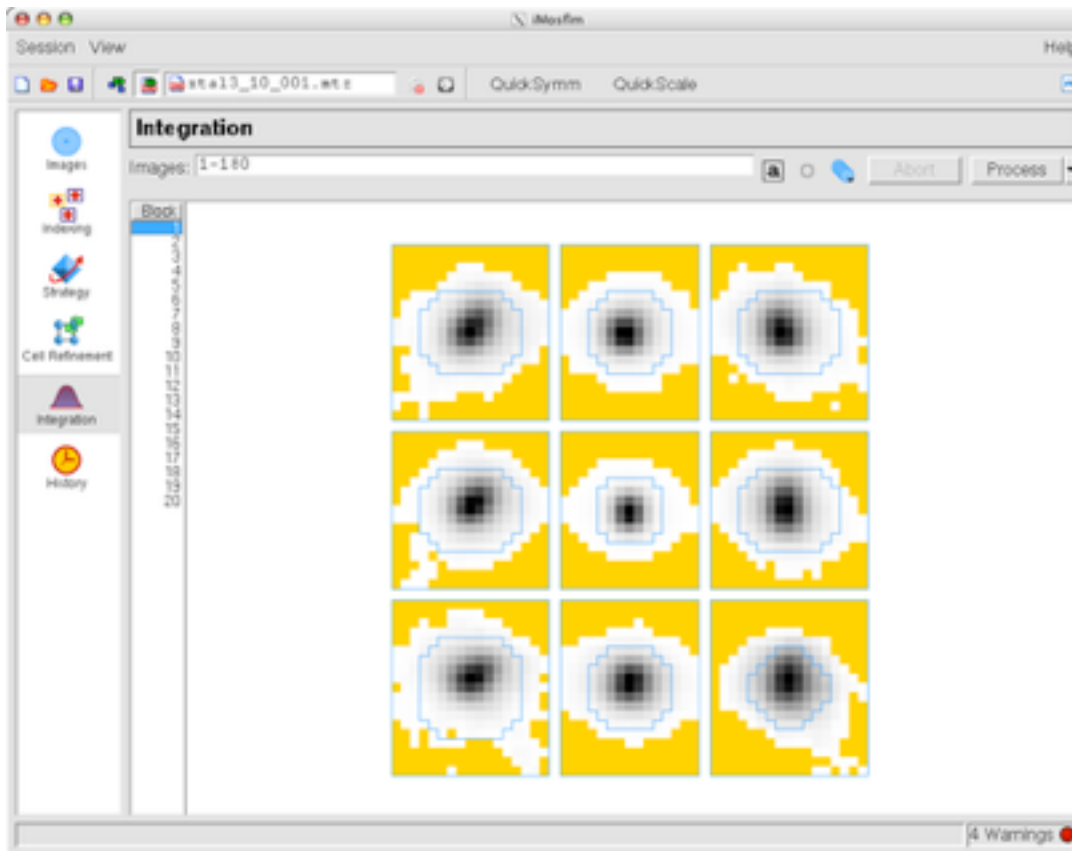 iMosflm
Session View Help
stal3_10_001.mtz QuickSymm QuickScale
Integration
Images: 1-180 Abort Process
Images
Indexing
Strategy
Cell Refinement
Integration
History
Block
1
2
3
4
5
6
7
8
9
10
11
12
13
14
15
16
17
18
19
20
4 Warnings